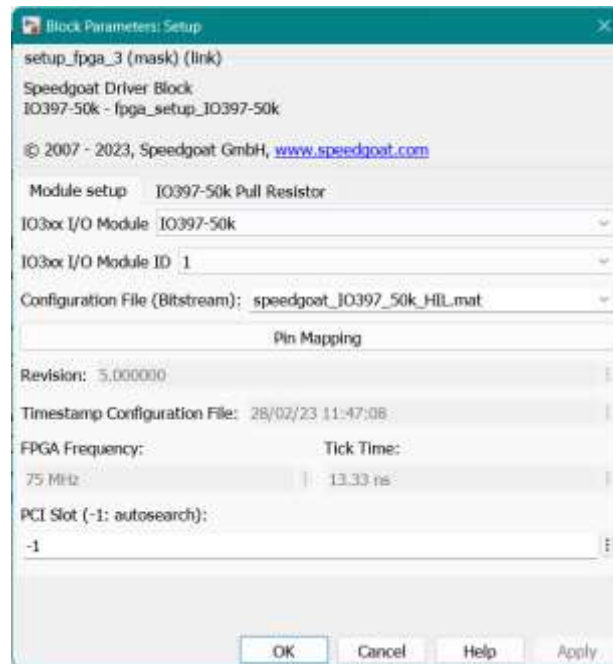 Block Parameters: Setup
setup_fpga_3 (mask) (link)
Speedgoat Driver Block
IO397-50k - fpga_setup_IO397-50k
© 2007 - 2023, Speedgoat GmbH, www.speedgoat.com
Module setup IO397-50k Pull Resistor
IO3xx I/O Module IO397-50k
IO3xx I/O Module ID 1
Configuration File (Bitstream): speedgoat_IO397_50k_HIL.mat
Pin Mapping
Revision: 5.000000
Timestamp Configuration File: 28/02/23 11:47:08
FPGA Frequency: Tick Time:
75 MHz 13.33 ns
PCI Slot (-1: autosearch):
-1
OK Cancel Help Apply